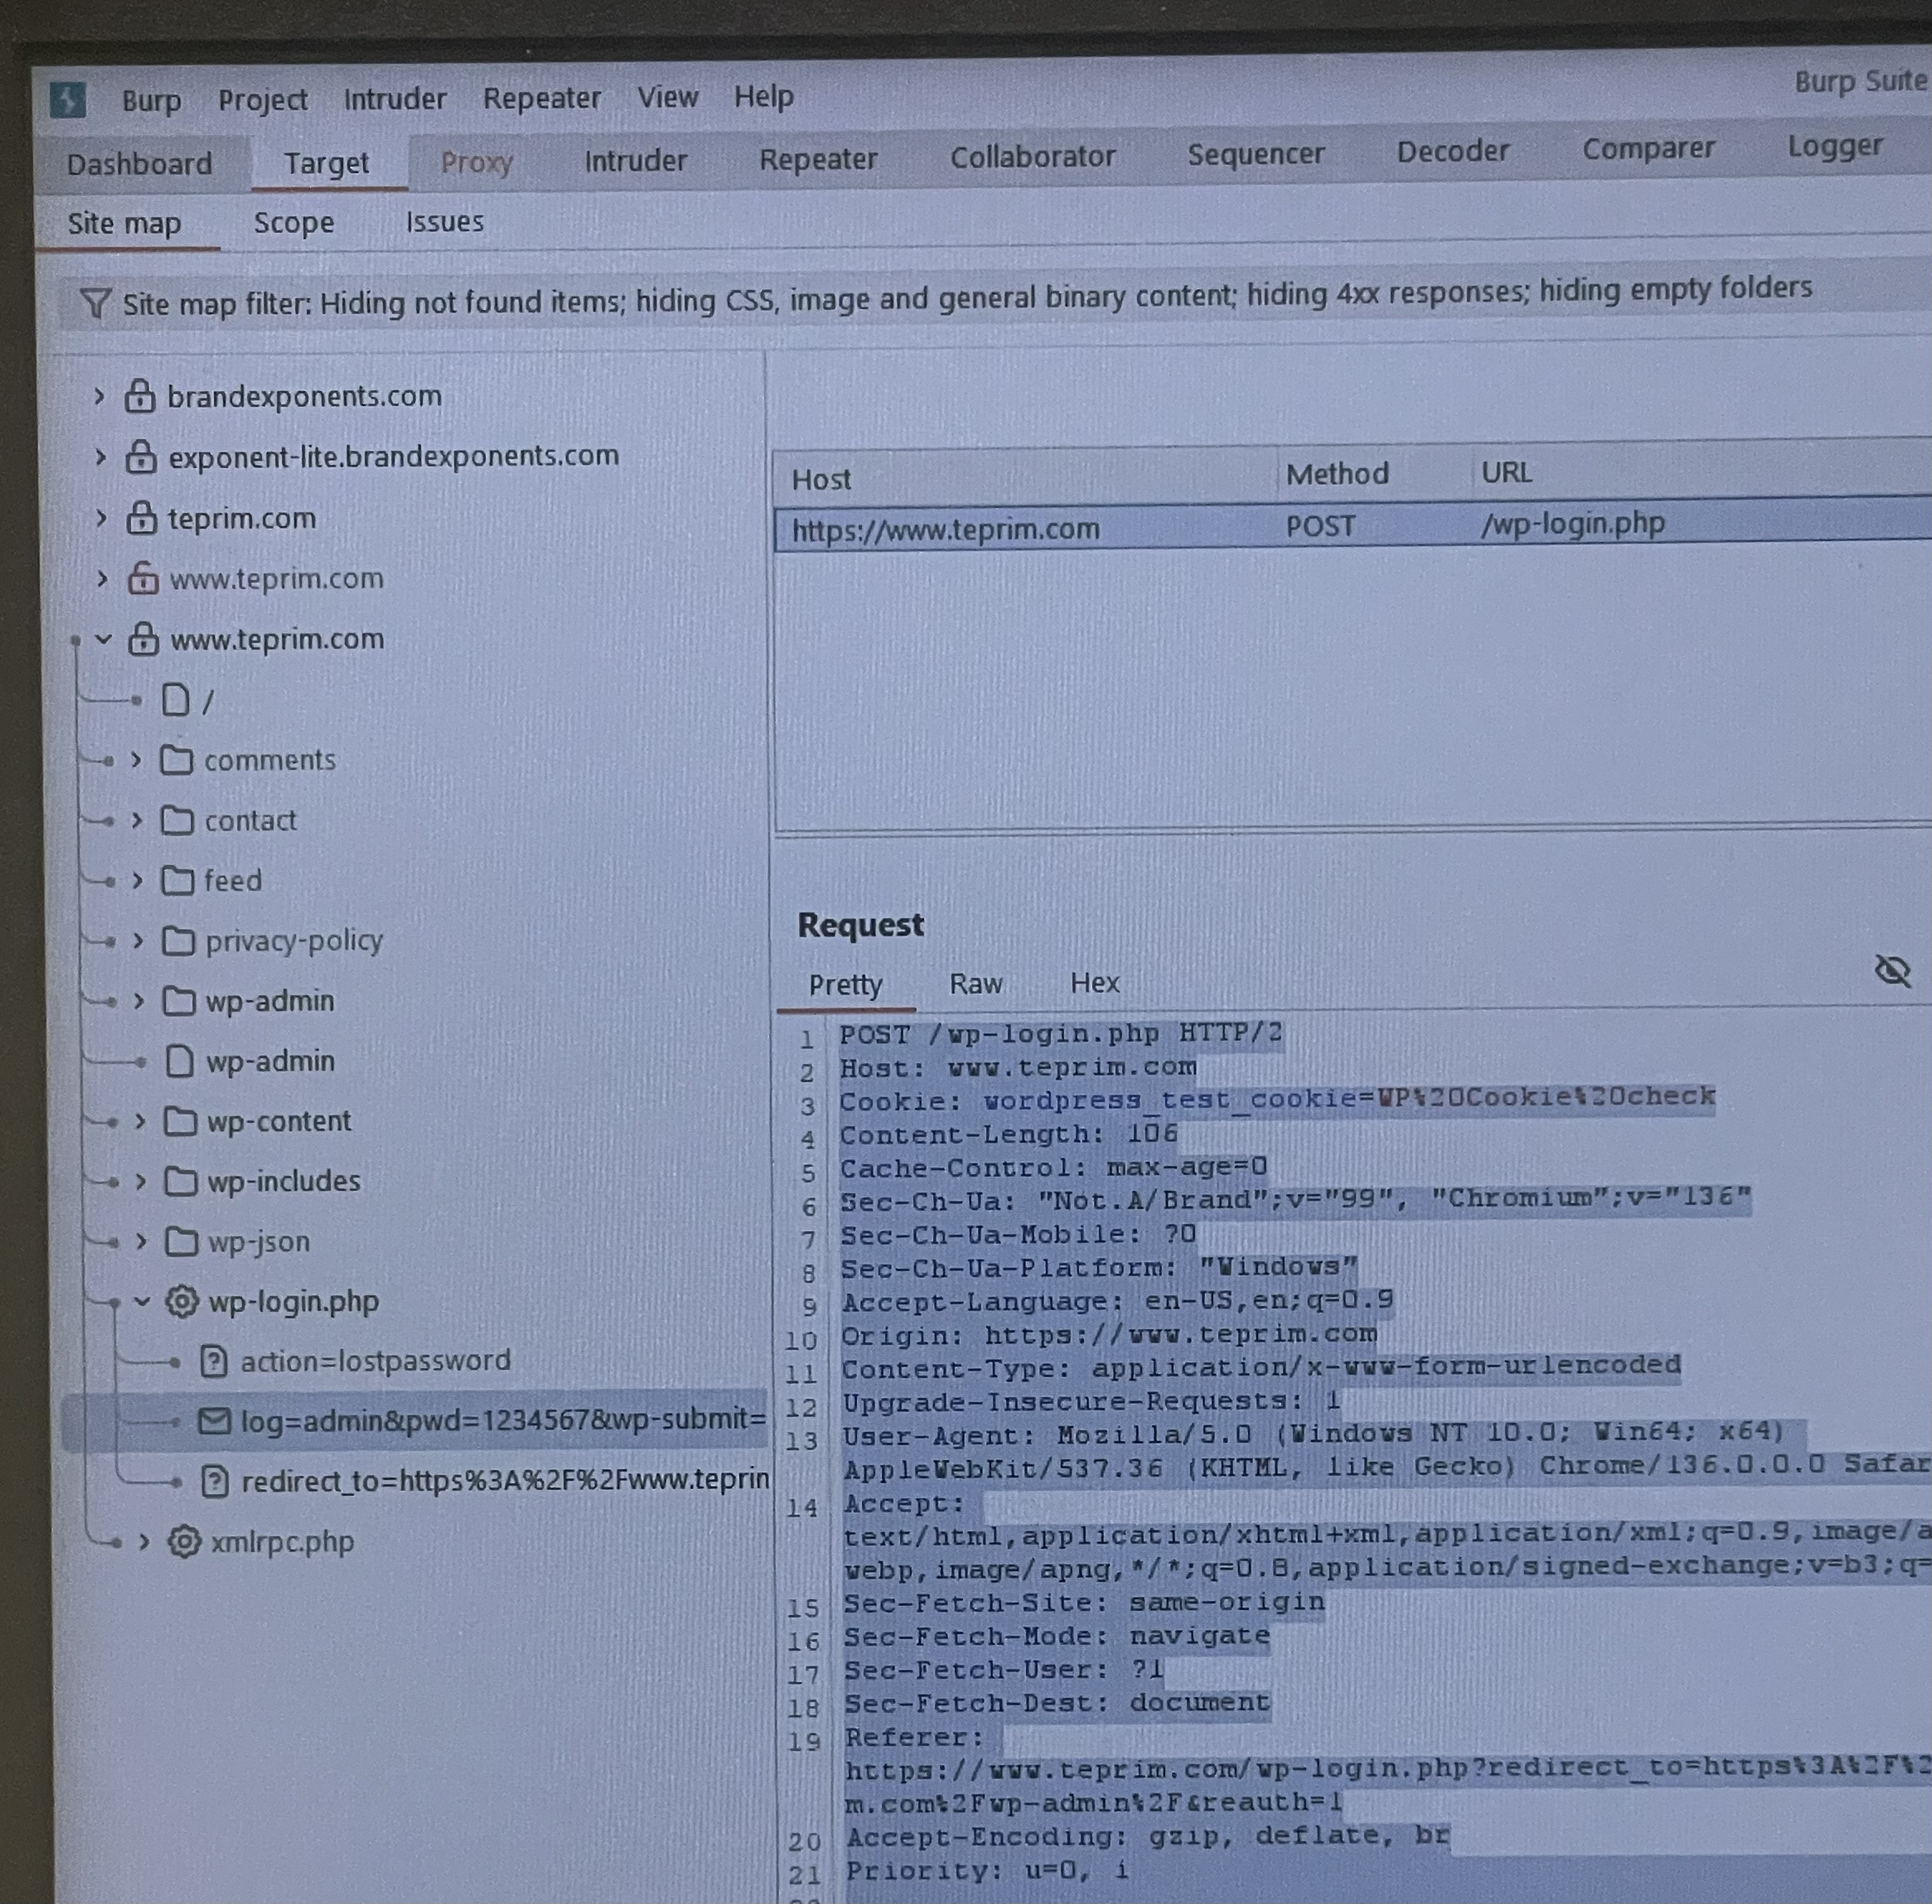 Burp Project Intruder Repeater View Help Burp Suite
Dashboard Target Proxy Intruder Repeater Collaborator Sequencer Decoder Comparer Logger
Site map Scope Issues
Site map filter: Hiding not found items; hiding CSS, image and general binary content; hiding 4xx responses; hiding empty folders
brandexponents.com
exponent-lite.brandexponents.com
teprim.com
www.teprim.com
www.teprim.com
/
comments
contact
feed
privacy-policy
wp-admin
wp-admin
wp-content
wp-includes
wp-json
wp-login.php
action=lostpassword
log=admin&pwd=1234567&wp-submit=
redirect_to=https%3A%2F%2Fwww.teprin
xmlrpc.php
Host Method URL
https://www.teprim.com POST /wp-login.php
Request
Pretty Raw Hex
1 POST /wp-login.php HTTP/2
2 Host: www.teprim.com
3 Cookie: wordpress_test_cookie=WP%20Cookie%20check
4 Content-Length: 106
5 Cache-Control: max-age=0
6 Sec-Ch-Ua: "Not.A/Brand";v="99", "Chromium";v="136"
7 Sec-Ch-Ua-Mobile: ?0
8 Sec-Ch-Ua-Platform: "Windows"
9 Accept-Language: en-US,en;q=0.9
10 Origin: https://www.teprim.com
11 Content-Type: application/x-www-form-urlencoded
12 Upgrade-Insecure-Requests: 1
13 User-Agent: Mozilla/5.0 (Windows NT 10.0; Win64; x64)
AppleWebKit/537.36 (KHTML, like Gecko) Chrome/136.0.0.0 Safar
14 Accept:
text/html,application/xhtml+xml,application/xml;q=0.9,image/a
webp,image/apng,*/*;q=0.8,application/signed-exchange;v=b3;q=
15 Sec-Fetch-Site: same-origin
16 Sec-Fetch-Mode: navigate
17 Sec-Fetch-User: ?1
18 Sec-Fetch-Dest: document
19 Referer:
https://www.teprim.com/wp-login.php?redirect_to=https%3A%2F%2
m.com%2Fwp-admin%2F&reauth=1
20 Accept-Encoding: gzip, deflate, br
21 Priority: u=0, i